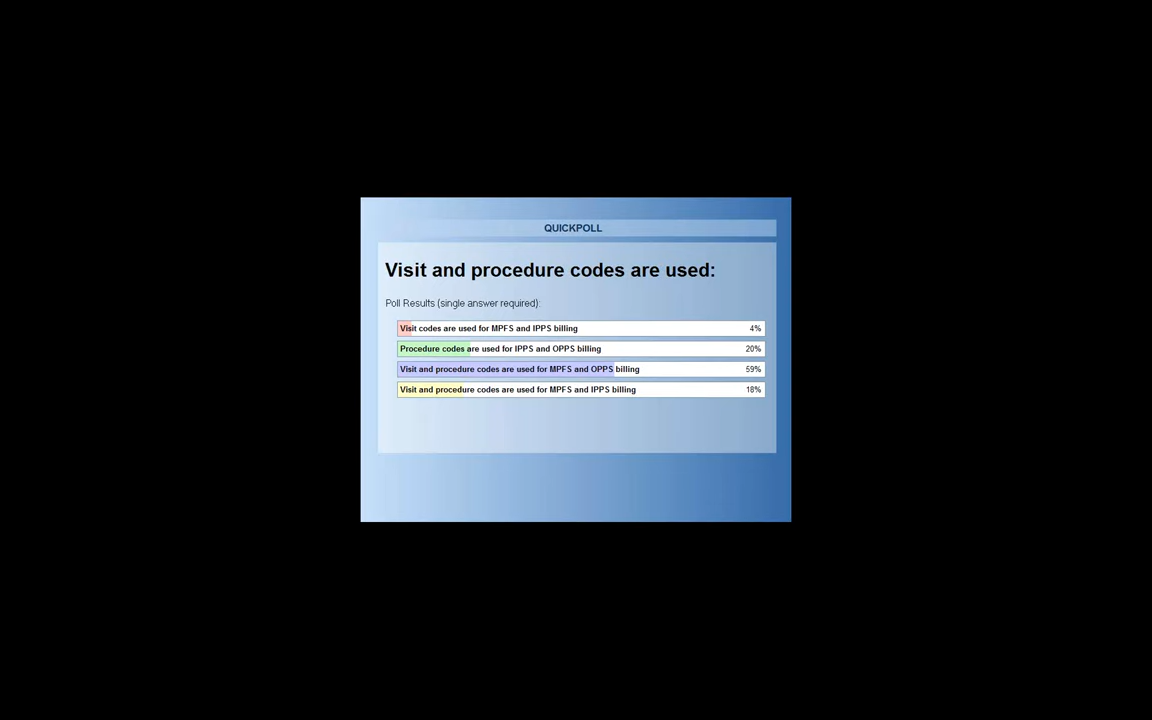 QUICKPOLL
Visit and procedure codes are used:
Poll Results (single answer required):
Visit codes are used for MPFS and IPPS billing 4%
Procedure codes are used for IPPS and OPPS billing 20%
Visit and procedure codes are used for MPFS and OPPS billing 59%
Visit and procedure codes are used for MPFS and IPPS billing 18%